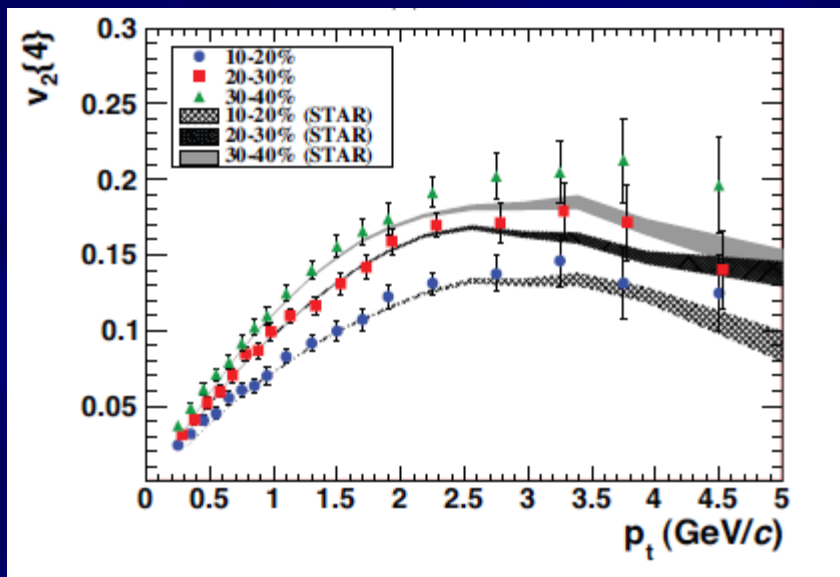 v2{4}
0.3
0.25
0.2
0.15
0.1
0.05
10-20%
20-30%
30-40%
10-20% (STAR)
20-30% (STAR)
30-40% (STAR)
0 0.5 1 1.5 2 2.5 3 3.5 4 4.5 5
pt (GeV/c)